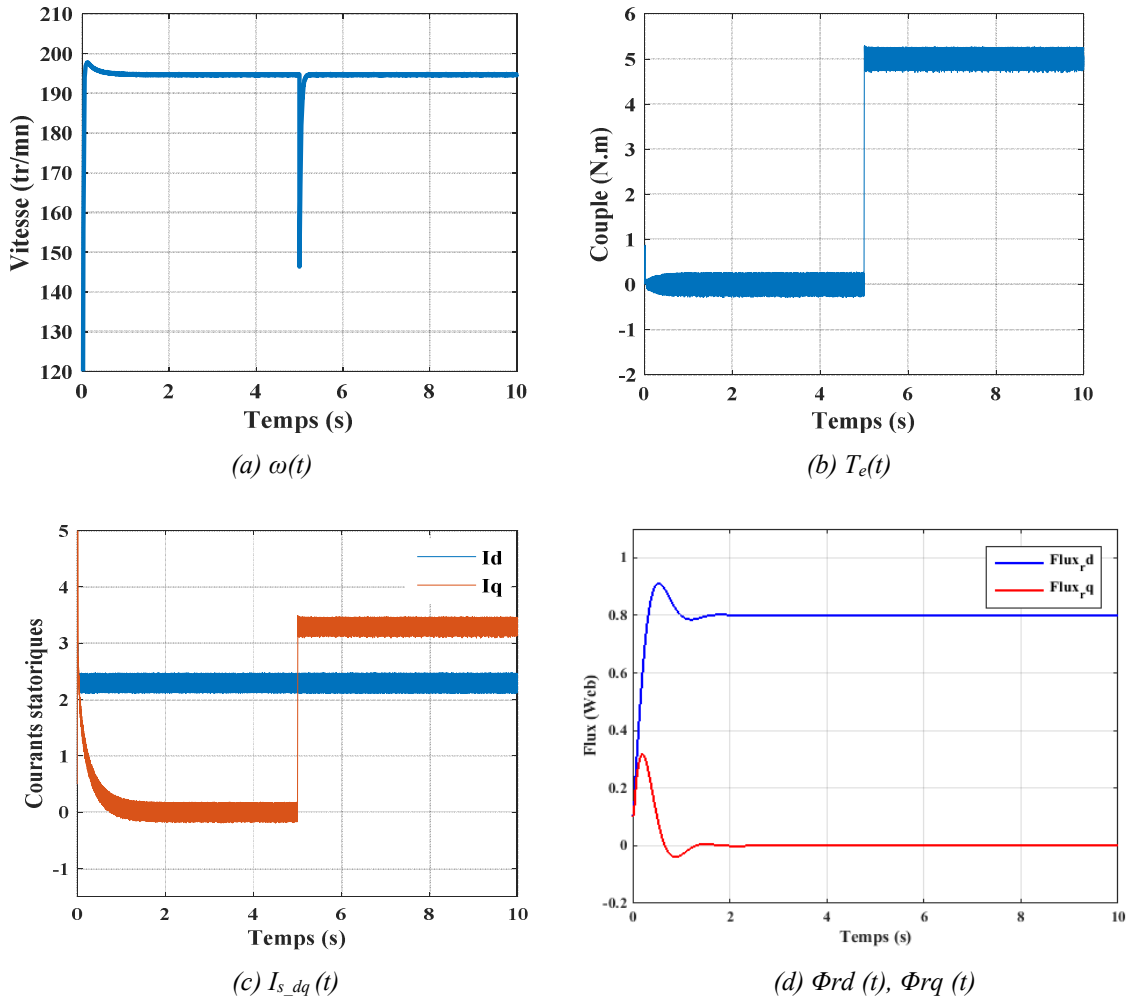 210
200
190
180
170
160
150
140
130
120
0 2 4 6 8 10
Vitesse (tr/mn)
Temps (s)
(a) ω(t)
6
5
4
3
2
1
0
-1
-2
0 2 4 6 8 10
Couple (N.m)
Temps (s)
(b) Te(t)
5
4
3
2
1
0
-1
0 2 4 6 8 10
Courants statoriques
Id
Iq
Temps (s)
(c) Is_dq (t)
1
0.8
0.6
0.4
0.2
0
-0.2
0 2 4 6 8 10
Flux (Web)
Flux_r d
Flux_r q
Temps (s)
(d) Φrd (t), Φrq (t)